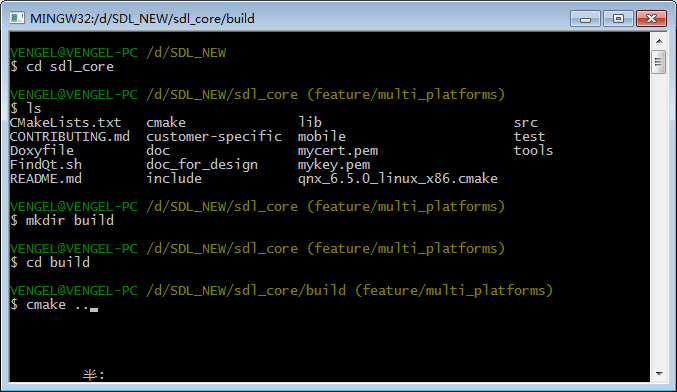 MINGW32:/d/SDL_NEW/sdl_core/build
VENGEL@VENGEL-PC /d/SDL_NEW
$ cd sdl_core
VENGEL@VENGEL-PC /d/SDL_NEW/sdl_core (feature/multi_platforms)
$ ls
CMakeLists.txt cmake lib src
CONTRIBUTING.md customer-specific mobile test
Doxyfile doc mycert.pem tools
FindQt.sh doc_for_design mykey.pem
README.md include qnx_6.5.0_linux_x86.cmake
VENGEL@VENGEL-PC /d/SDL_NEW/sdl_core (feature/multi_platforms)
$ mkdir build
VENGEL@VENGEL-PC /d/SDL_NEW/sdl_core (feature/multi_platforms)
$ cd build
VENGEL@VENGEL-PC /d/SDL_NEW/sdl_core/build (feature/multi_platforms)
$ cmake ..
半: